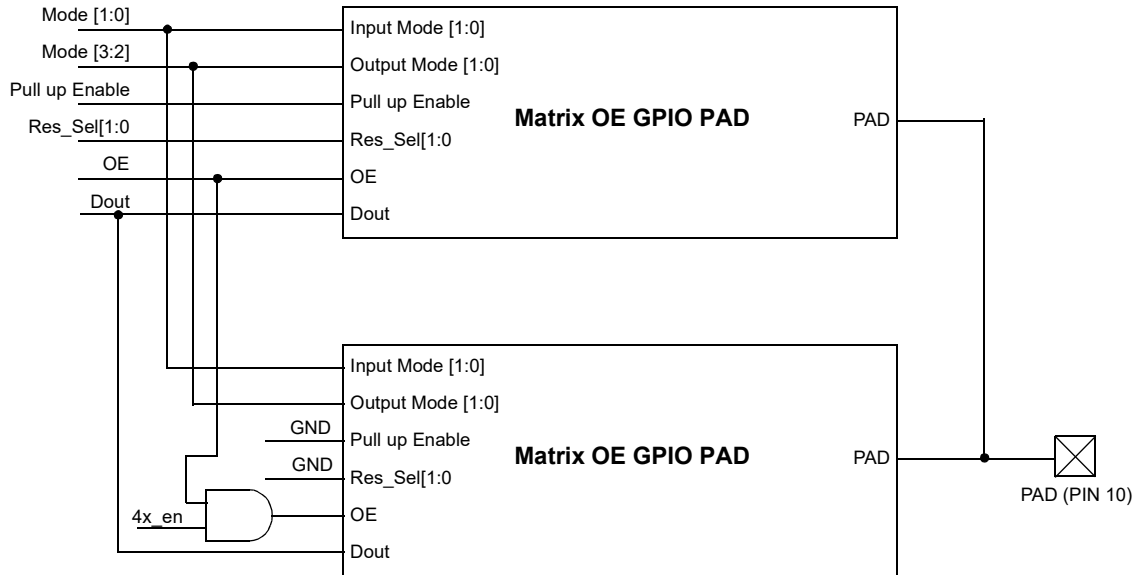 Mode [1:0]
Input Mode [1:0]
Mode [3:2]
Output Mode [1:0]
Pull up Enable
Pull up Enable
Res_Sel[1:0
Res_Sel[1:0
OE
OE
Dout
Dout
Matrix OE GPIO PAD
PAD
Input Mode [1:0]
Output Mode [1:0]
GND
Pull up Enable
GND
Res_Sel[1:0
4x_en
OE
Dout
Matrix OE GPIO PAD
PAD
PAD (PIN 10)